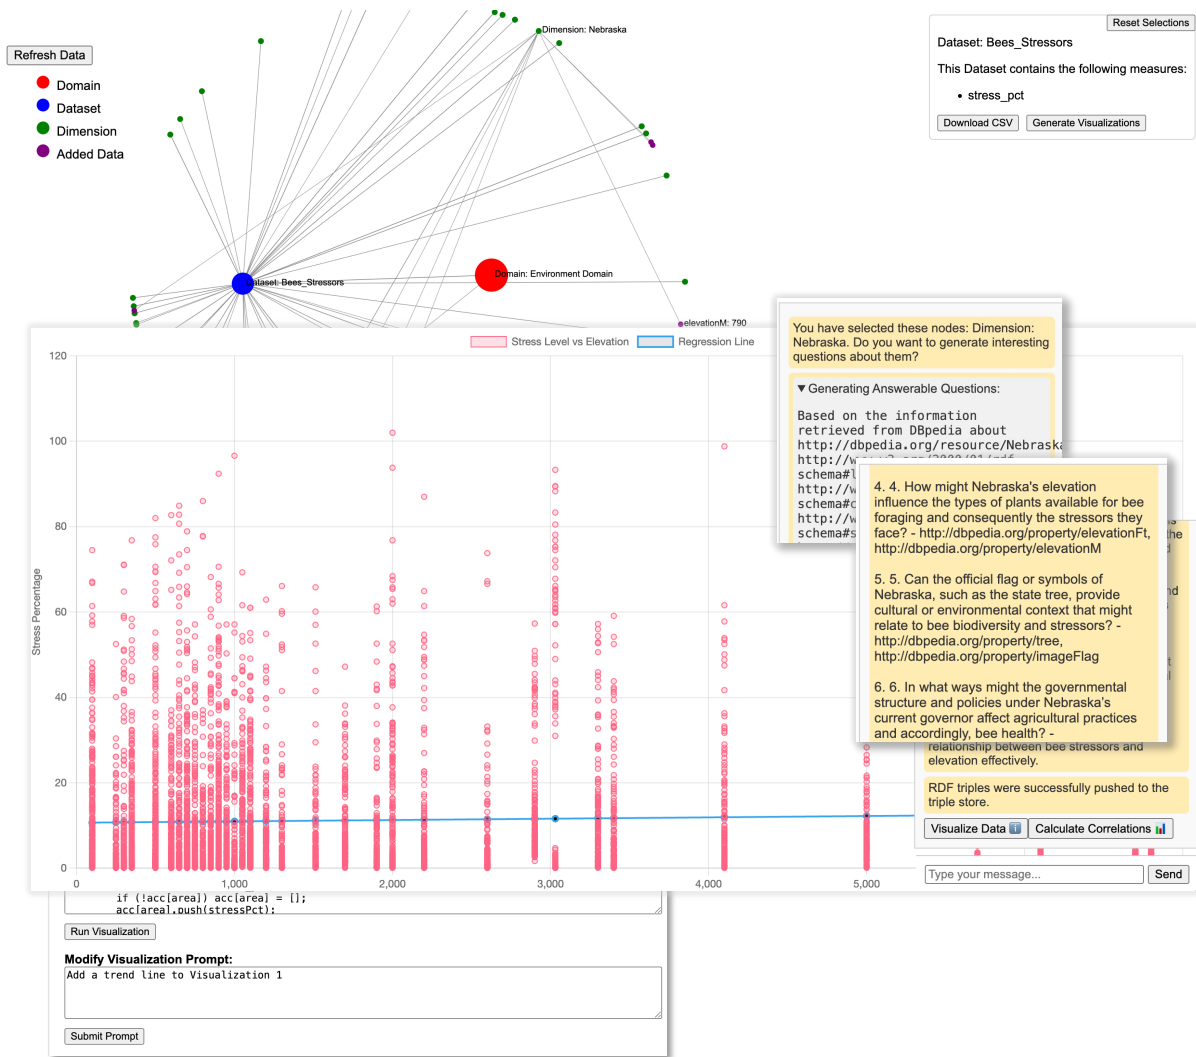 Refresh Data
Domain
Dataset
Dimension
Added Data
Dimension: Nebraska
Reset Selections
Dataset: Bees_Stressors
This Dataset contains the following measures:
• stress_pct
Download CSV
Generate Visualizations
Dataset: Bees_Stressors
Domain: Environment Domain
elevationM: 790
Stress Level vs Elevation
Regression Line
Stress Percentage
120
100
80
60
40
20
0
0
1,000
2,000
3,000
4,000
5,000
You have selected these nodes: Dimension:
Nebraska. Do you want to generate interesting
questions about them?
▼ Generating Answerable Questions:
Based on the information
retrieved from DBpedia about
http://dbpedia.org/resource/Nebraska
4. 4. How might Nebraska's elevation
influence the types of plants available for bee
foraging and consequently the stressors they
face? - http://dbpedia.org/property/elevationFt,
http://dbpedia.org/property/elevationM
5. 5. Can the official flag or symbols of
Nebraska, such as the state tree, provide
cultural or environmental context that might
relate to bee biodiversity and stressors? -
http://dbpedia.org/property/tree,
http://dbpedia.org/property/imageFlag
6. 6. In what ways might the governmental
structure and policies under Nebraska's
current governor affect agricultural practices
and accordingly, bee health? -
relationship between bee stressors and
elevation effectively.
RDF triples were successfully pushed to the
triple store.
Visualize Data
Calculate Correlations
Type your message...
Send
if (!acc[area]) acc[area] = [];
acc[area].push(stressPct);
Run Visualization
Modify Visualization Prompt:
Add a trend line to Visualization 1
Submit Prompt